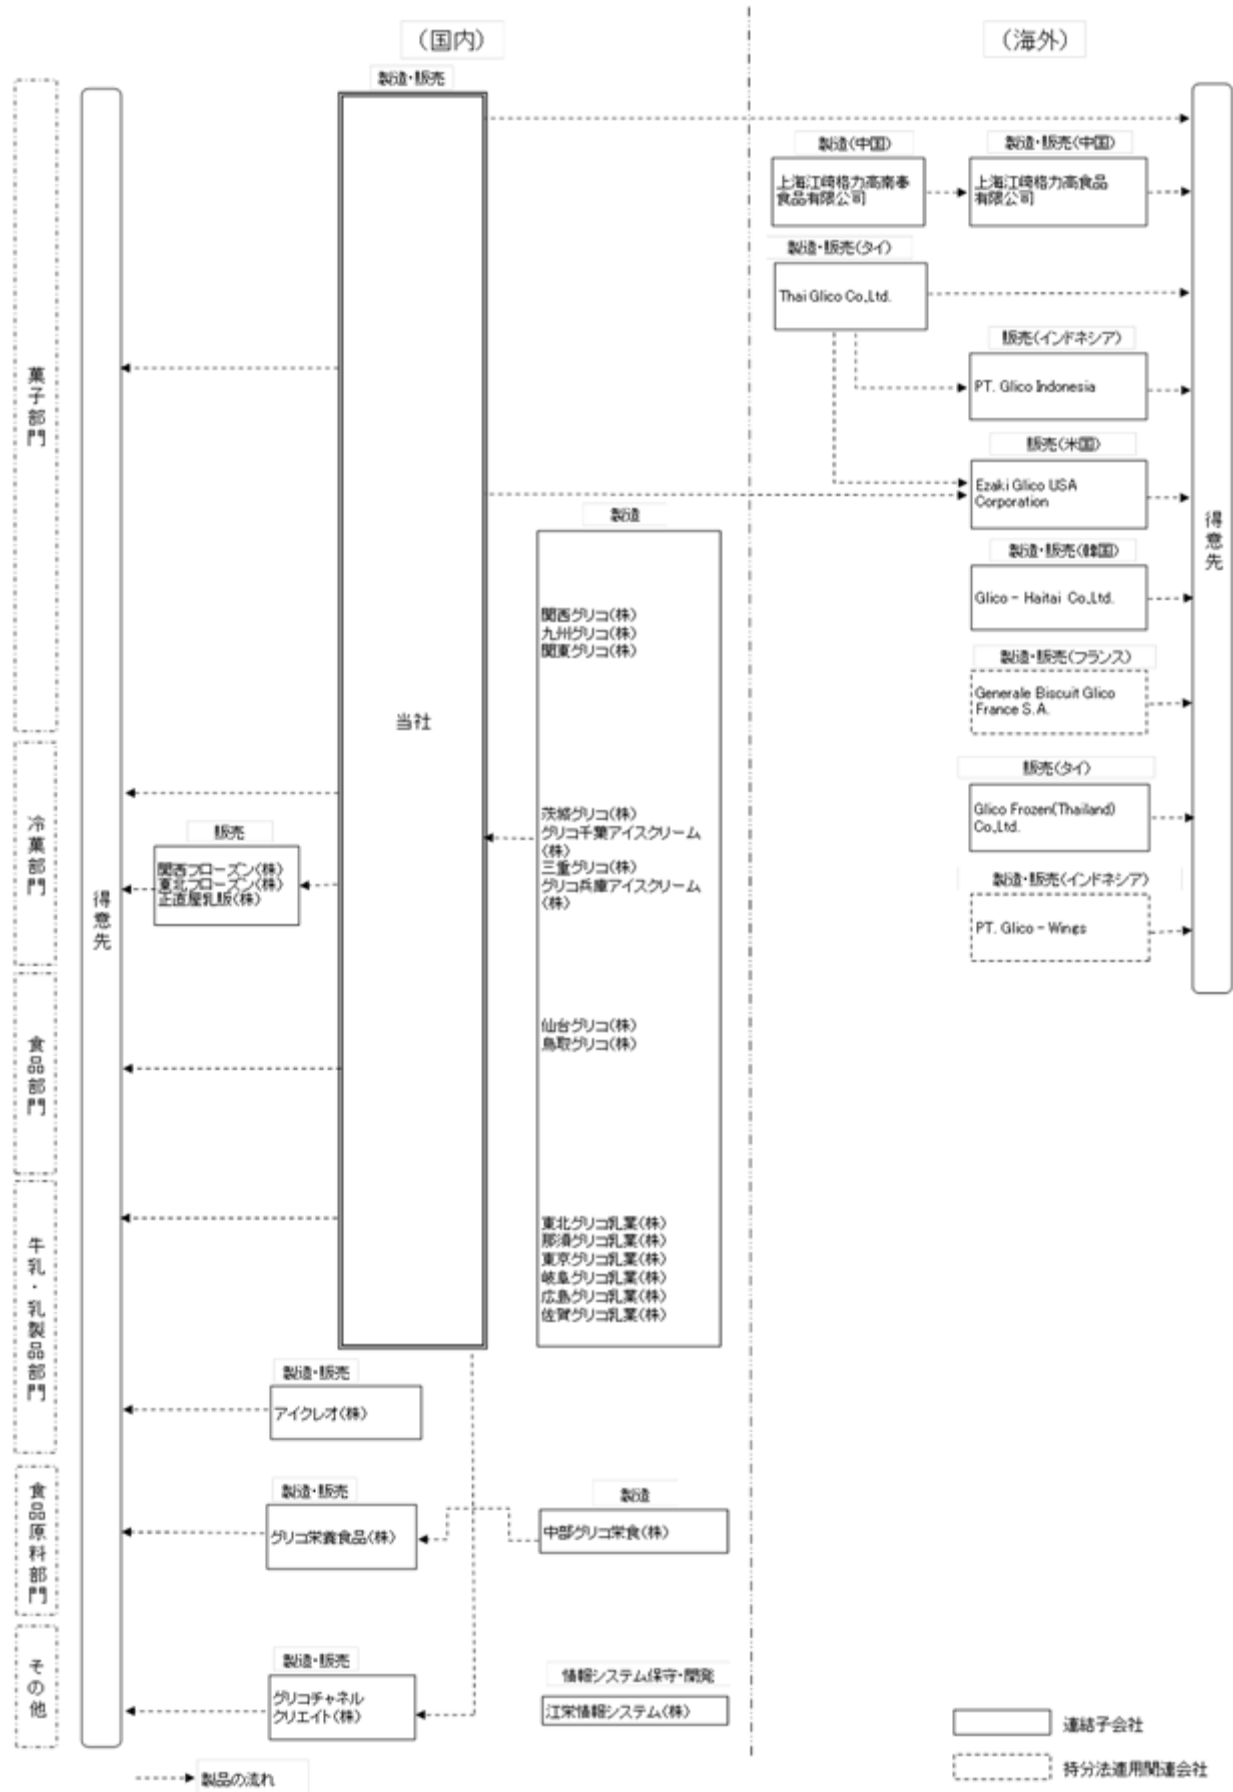 (国内)
(海外)
製造・販売
製造(中国)
製造・販売(中国)
上海江崎格力高南奉
食品有限公司
上海江崎格力高食品
有限公司
製造・販売(タイ)
Thai Glico Co.,Ltd.
販売(インドネシア)
PT. Glico Indonesia
菓子部門
販売(米国)
Ezaki Glico USA
Corporation
得意先
製造
製造・販売(韓国)
Glico - Haitai Co.,Ltd.
関西グリコ(株)
九州グリコ(株)
関東グリコ(株)
製造・販売(フランス)
Generale Biscuit Glico
France S.A.
当社
販売(タイ)
Glico Frozen(Thailand)
Co.,Ltd.
冷菓部門
販売
関西フローズン(株)
東北フローズン(株)
正直屋乳販(株)
茨城グリコ(株)
グリコ千葉アイスクリーム
(株)
三重グリコ(株)
グリコ兵庫アイスクリーム
(株)
製造・販売(インドネシア)
PT. Glico - Wings
得意先
食品部門
仙台グリコ(株)
鳥取グリコ(株)
牛乳・乳製品部門
東北グリコ乳業(株)
那須グリコ乳業(株)
東京グリコ乳業(株)
岐阜グリコ乳業(株)
広島グリコ乳業(株)
佐賀グリコ乳業(株)
製造・販売
アイクレオ(株)
食品原料部門
製造・販売
グリコ栄養食品(株)
製造
中部グリコ栄食(株)
その他
製造・販売
グリコチャネル
クリエイト(株)
情報システム保守・開発
江栄情報システム(株)
製品の流れ
連結子会社
持分法適用関連会社